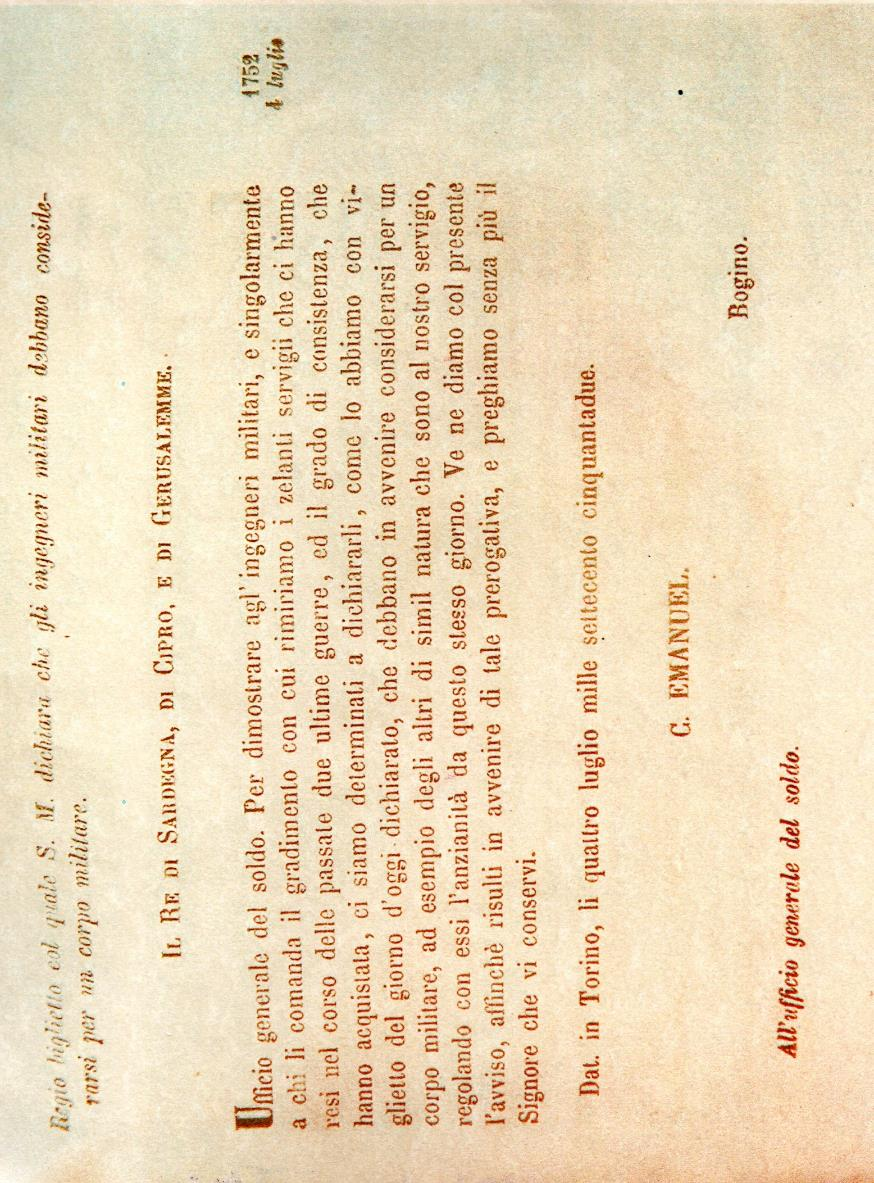 Regio biglietto col quale S. M. dichiara che gli ingegneri militari debbano conside-
rarsi per un corpo militare.
IL RE DI SARDEGNA, DI CIPRO, E DI GERUSALEMME.
1752
4 luglio
Ufficio generale del soldo. Per dimostrare agl' ingegneri militari, e singolarmente
a chi li comanda il gradimento con cui rimiriamo i zelanti servigii che ci hanno
resi nel corso delle passate due ultime guerre, ed il grado di consistenza, che
hanno acquistata, ci siamo determinati a dichiararli, come lo abbiamo con vi-
glietto del giorno d'oggi dichiarato, che debbano in avvenire considerarsi per un
corpo militare, ad esempio degli altri di simil natura che sono al nostro servigio,
regolando con essi l'anzianità da questo stesso giorno. Ve ne diamo col presente
l'avviso, affinchè risulti in avvenire di tale prerogativa, e preghiamo senza più il
Signore che vi conservi.
Dat. in Torino, li quattro luglio mille settecento cinquantadue.
C. EMANUEL.
Bogino.
All'ufficio generale del soldo.